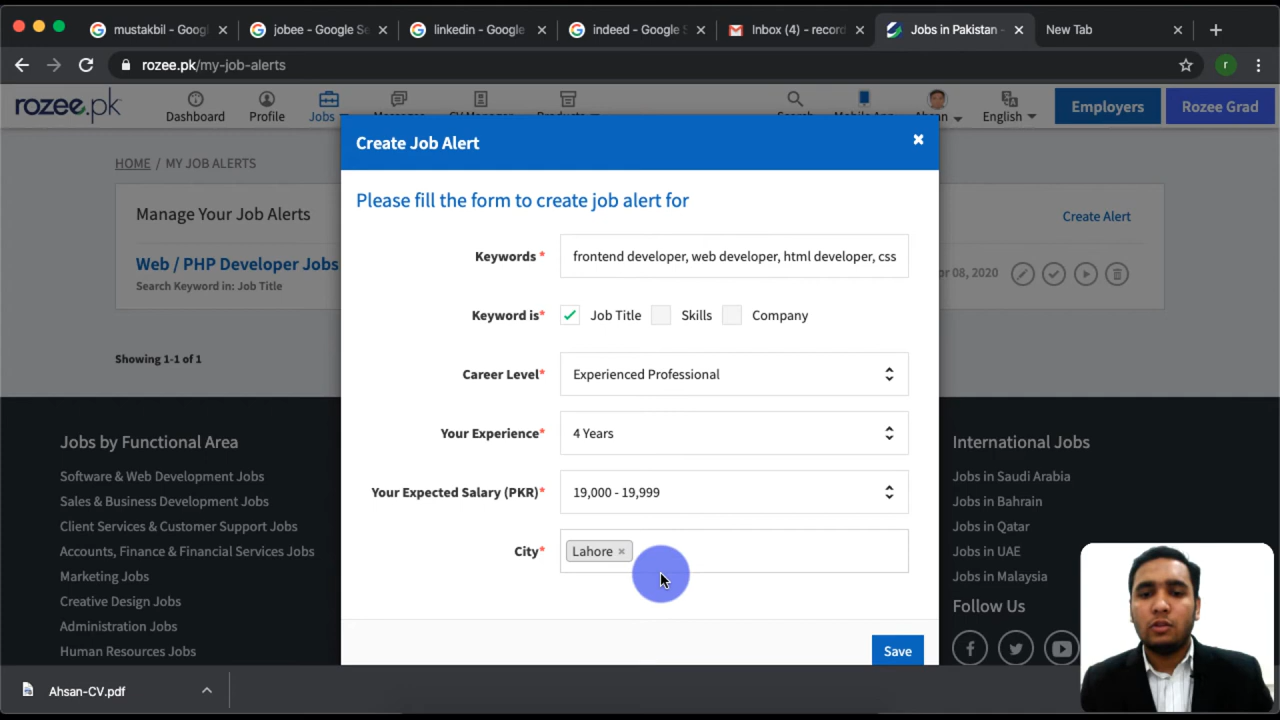 mustakbil - Goog
jobee - Google Se
linkedin - Google
indeed - Google S
Inbox (4) - record
Jobs in Pakistan -
New Tab
rozee.pk/my-job-alerts
r
rozee.pk
Dashboard
Profile
Jobs
Search
Mobile App
Ahsan
English
Employers
Rozee Grad
Create Job Alert
HOME / MY JOB ALERTS
Manage Your Job Alerts
Create Alert
Web / PHP Developer Jobs
Search Keyword in: Job Title
08, 2020
Showing 1-1 of 1
Please fill the form to create job alert for
Keywords * frontend developer, web developer, html developer, css
Keyword is* Job Title Skills Company
Career Level* Experienced Professional
Your Experience* 4 Years
Your Expected Salary (PKR)* 19,000 - 19,999
City* Lahore
Save
Jobs by Functional Area
Software & Web Development Jobs
Sales & Business Development Jobs
Client Services & Customer Support Jobs
Accounts, Finance & Financial Services Jobs
Marketing Jobs
Creative Design Jobs
Administration Jobs
Human Resources Jobs
International Jobs
Jobs in Saudi Arabia
Jobs in Bahrain
Jobs in Qatar
Jobs in UAE
Jobs in Malaysia
Follow Us
Ahsan-CV.pdf